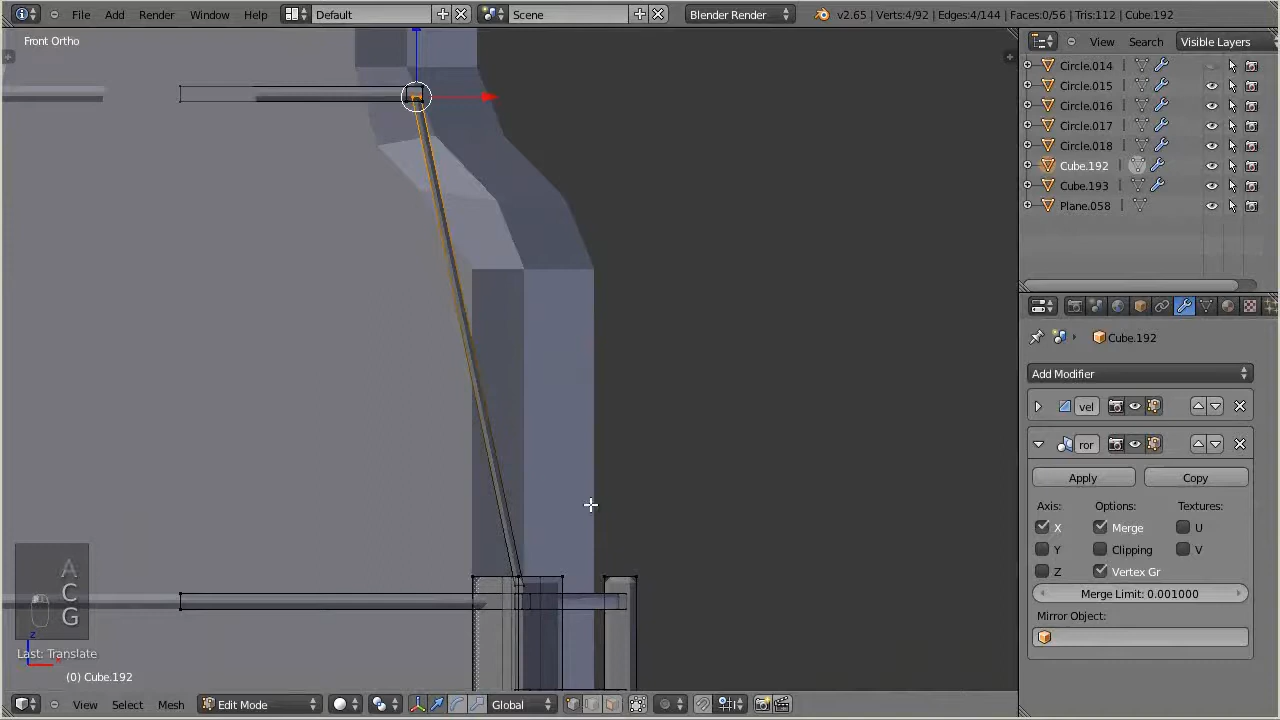 File Add Render Window Help Default Scene Blender Render v2.65 | Verts:4/92 | Edges:4/144 | Faces:0/56 | Tris:112 | Cube.192
Front Ortho
View Search Visible Layers
Circle.014
Circle.015
Circle.016
Circle.017
Circle.018
Cube.192
Cube.193
Plane.058
Cube.192
Add Modifier
vel
ror
Apply Copy
Axis: Options: Textures:
X Merge U
Y Clipping V
Z Vertex Gr
Merge Limit: 0.001000
Mirror Object:
A
C
G
Last: Translate
z
(0) Cube.192
View Select Mesh Edit Mode Global